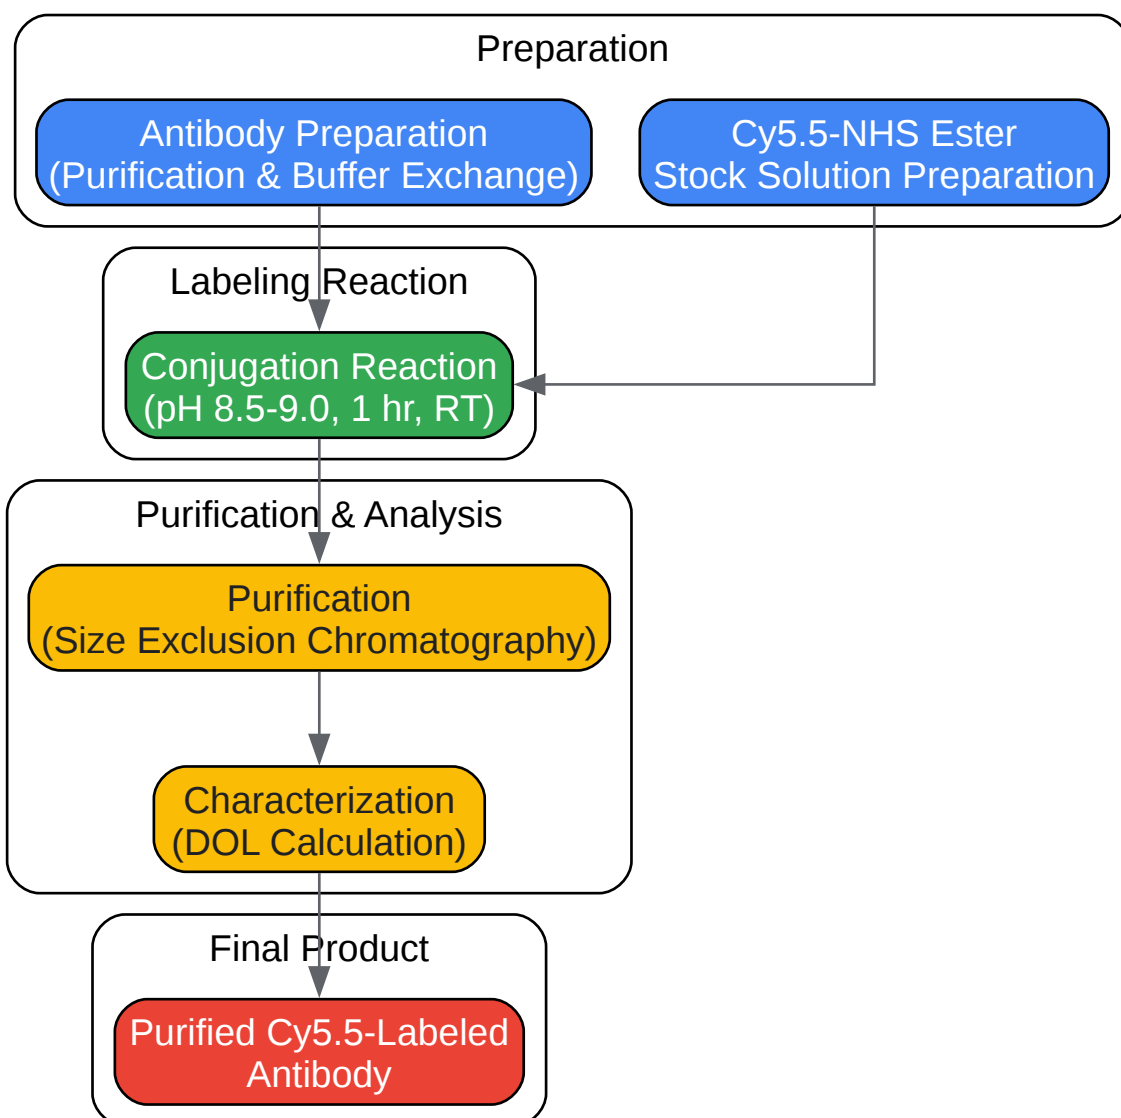 Preparation
Antibody Preparation
(Purification & Buffer Exchange)
Cy5.5-NHS Ester
Stock Solution Preparation
Labeling Reaction
Conjugation Reaction
(pH 8.5-9.0, 1 hr, RT)
Purification & Analysis
Purification
(Size Exclusion Chromatography)
Characterization
(DOL Calculation)
Final Product
Purified Cy5.5-Labeled
Antibody